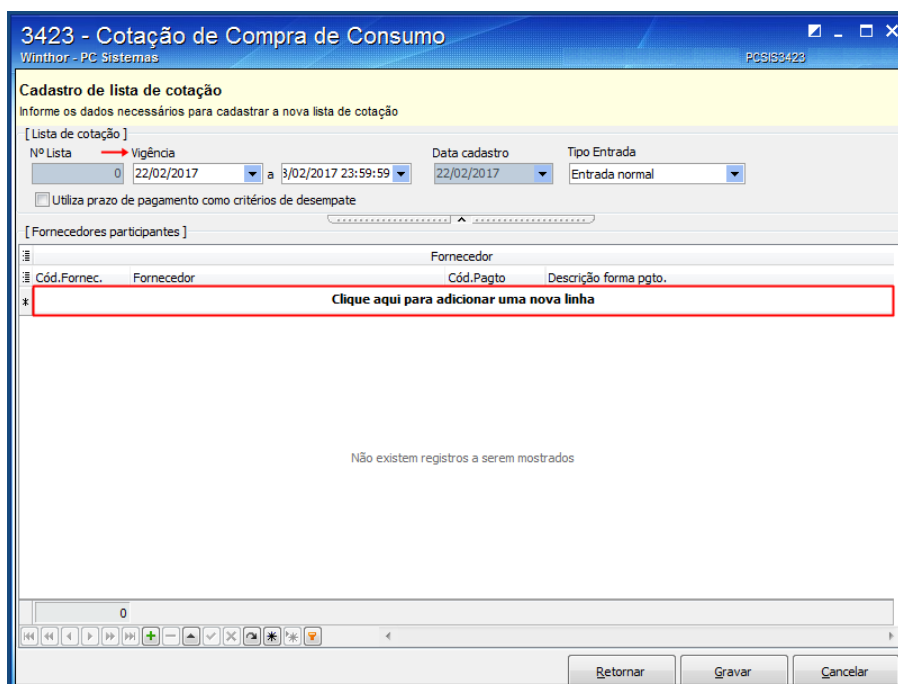 3423 - Cotação de Compra de Consumo
Winthor - PC Sistemas
PCSIS3423
Cadastro de lista de cotação
Informe os dados necessários para cadastrar a nova lista de cotação
[ Lista de cotação ]
Nº Lista Vigência Data cadastro Tipo Entrada
0 22/02/2017 a 3/02/2017 23:59:59 22/02/2017 Entrada normal
Utiliza prazo de pagamento como critérios de desempate
[ Fornecedores participantes ]
Fornecedor
Cód.Fornec. Fornecedor Cód.Pagto Descrição forma pgto.
Clique aqui para adicionar uma nova linha
Não existem registros a serem mostrados
0
Retornar Gravar Cancelar